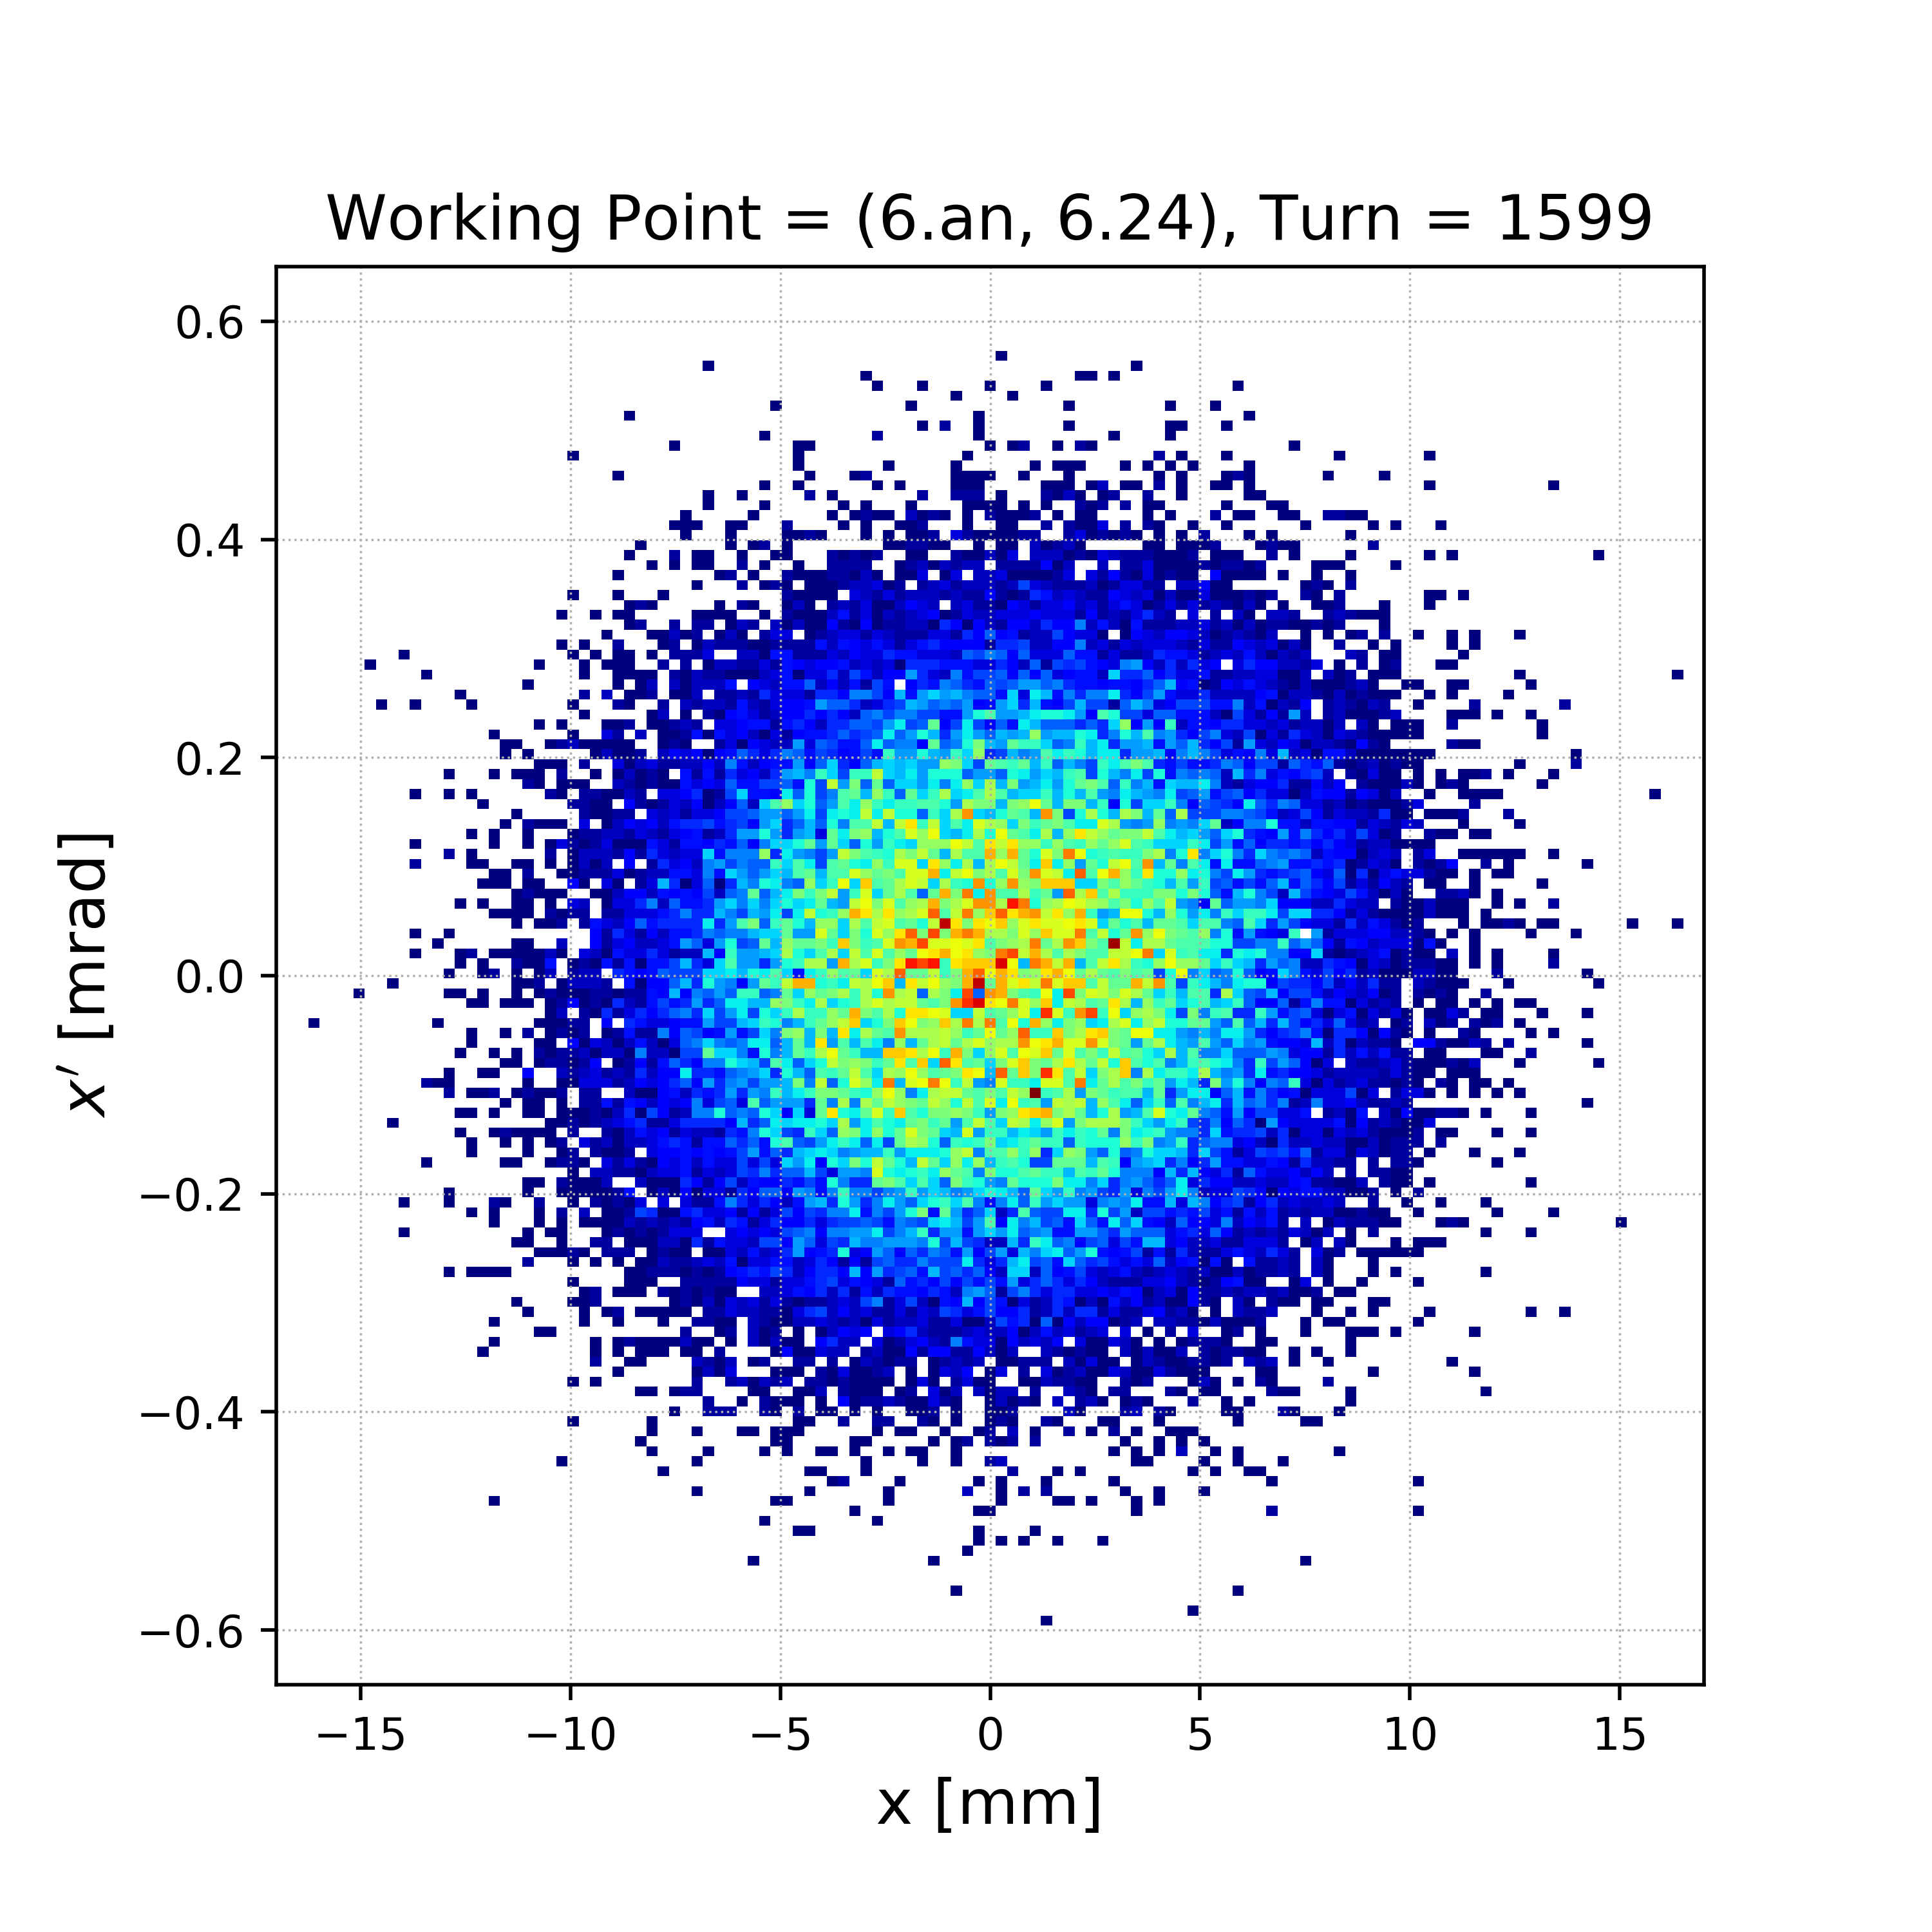 Working Point = (6.an, 6.24), Turn = 1599
0.6
0.4
0.2
0.0
−0.2
−0.4
−0.6
x′ [mrad]
−15 −10 −5 0 5 10 15
x [mm]